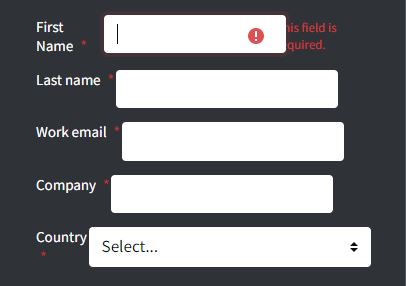 First
Name *
his field is
quired.
Last name *
Work email *
Company *
Country
*
Select...